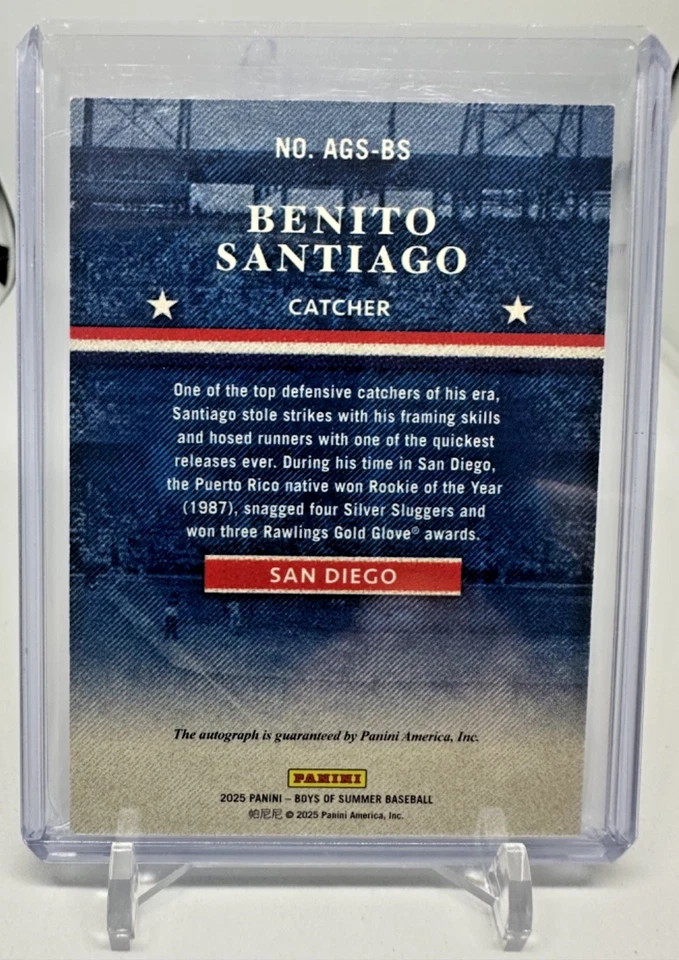 NO. AGS-BS
BENITO
SANTIAGO
CATCHER
One of the top defensive catchers of his era,
Santiago stole strikes with his framing skills
and hosed runners with one of the quickest
releases ever. During his time in San Diego,
the Puerto Rico native won Rookie of the Year
(1987), snagged four Silver Sluggers and
won three Rawlings Gold Glove® awards.
SAN DIEGO
The autograph is guaranteed by Panini America, Inc.
PANINI
2025 PANINI – BOYS OF SUMMER BASEBALL
帕尼尼 © 2025 Panini America, Inc.